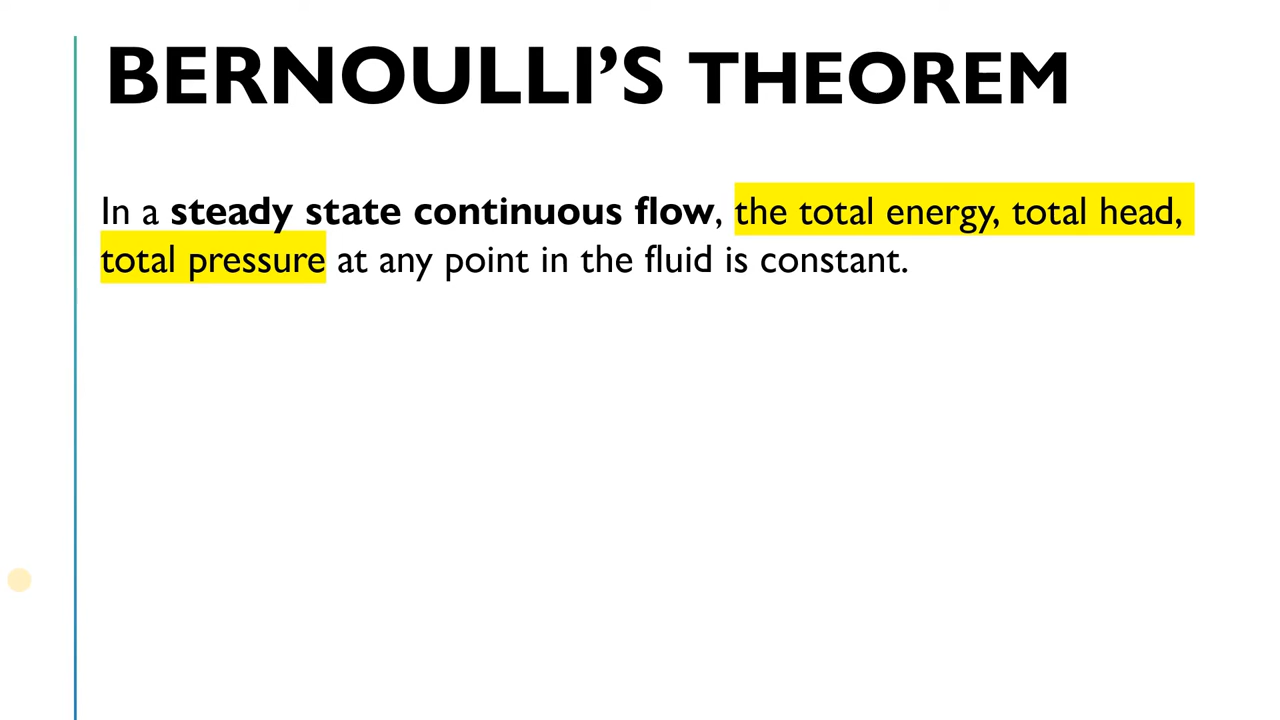 BERNOULLI’S THEOREM
In a steady state continuous flow, the total energy, total head,
total pressure at any point in the fluid is constant.